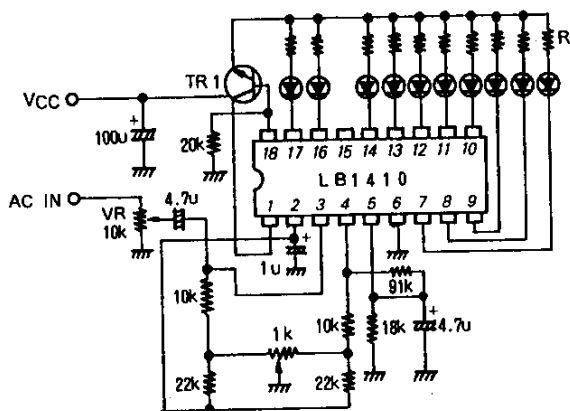 R
TR 1
VCC
+
100u
20k
18 17 16 15 14 13 12 11 10
LB1410
1 2 3 4 5 6 7 8 9
AC IN
4.7u
VR
10k
+
1u
91k
+
10k
10k
18k
4.7u
1k
22k
22k